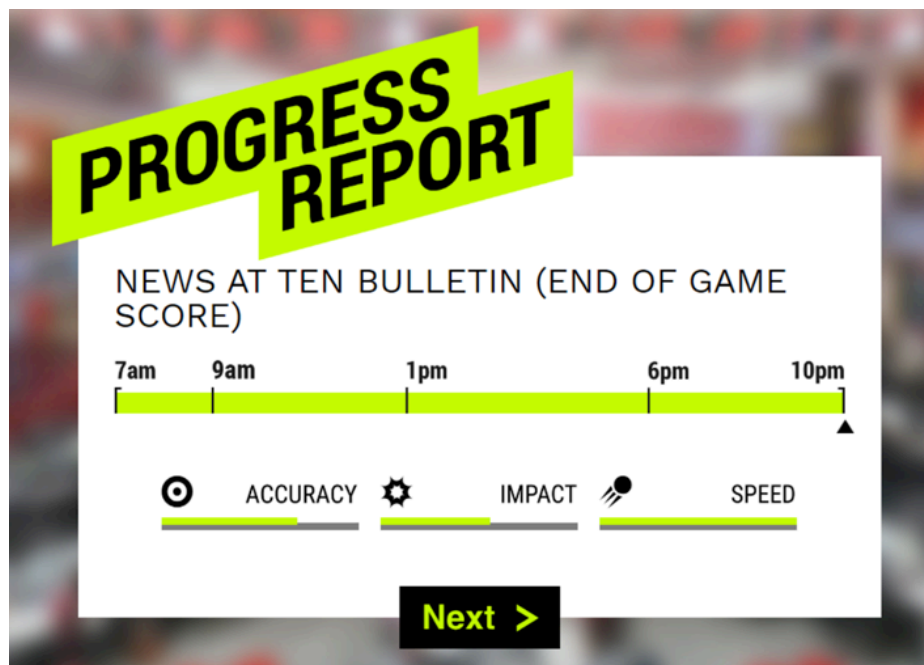 PROGRESS
REPORT
NEWS AT TEN BULLETIN (END OF GAME
SCORE)
7am 9am 1pm 6pm 10pm
ACCURACY IMPACT SPEED
Next >